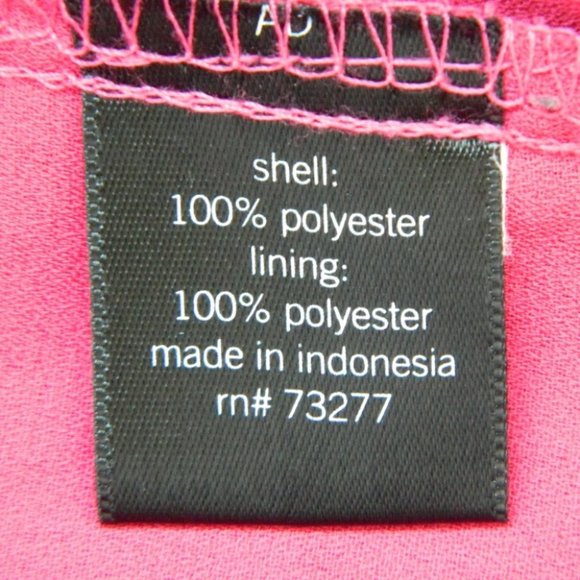 shell:
100% polyester
lining:
100% polyester
made in indonesia
rn# 73277